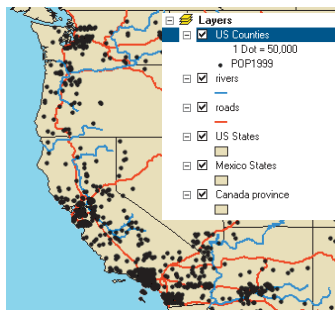 Layers
US Counties
1 Dot = 50,000
POP1999
rivers
roads
US States
Mexico States
Canada province